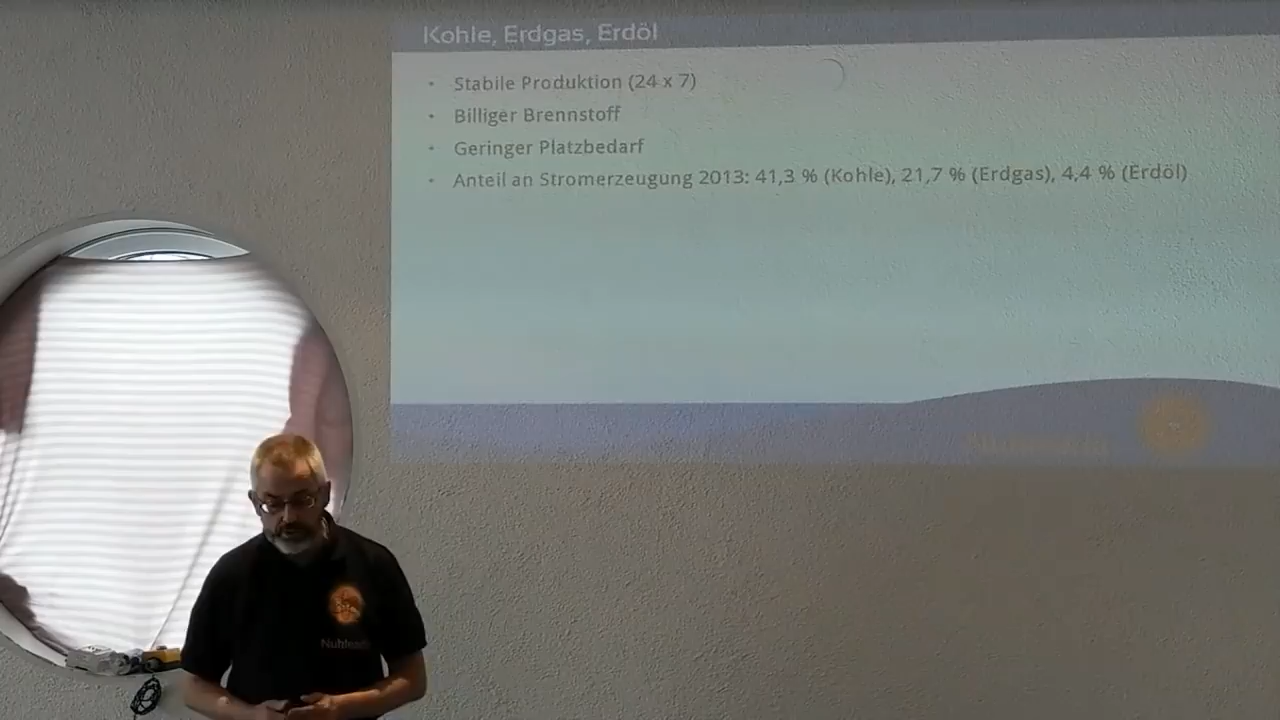 Kohle, Erdgas, Erdöl
• Stabile Produktion (24 x 7)
• Billiger Brennstoff
• Geringer Platzbedarf
• Anteil an Stromerzeugung 2013: 41,3 % (Kohle), 21,7 % (Erdgas), 4,4 % (Erdöl)